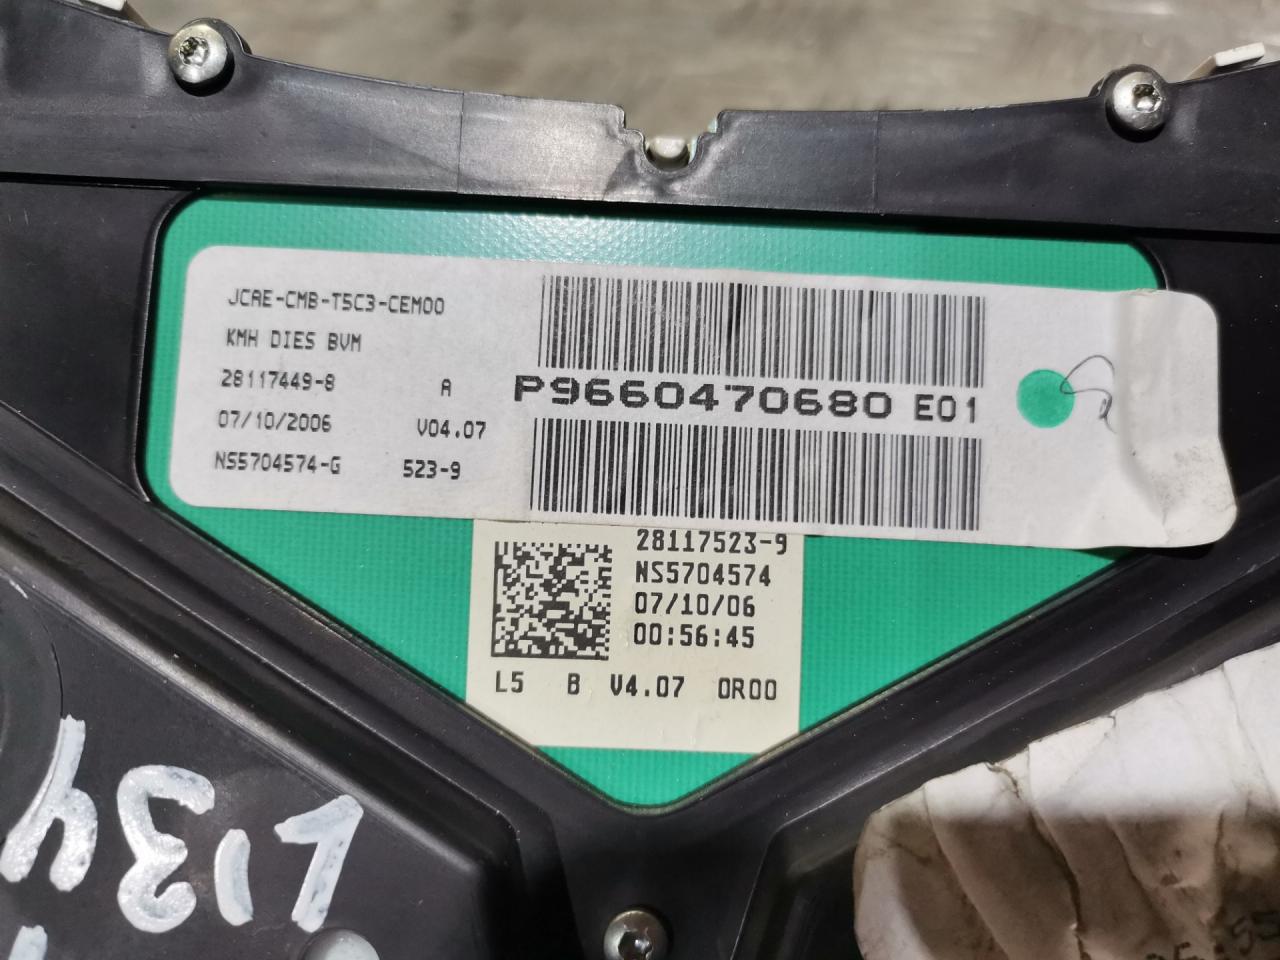 JCAE-CMB-T5C3-CEM00
KMH DIES BVM
28117449-8 A
07/10/2006 V04.07
NS5704574-G 523-9
P9660470680 E01
28117523-9
NS5704574
07/10/06
00:56:45
L5 B V4.07 0R00
L134